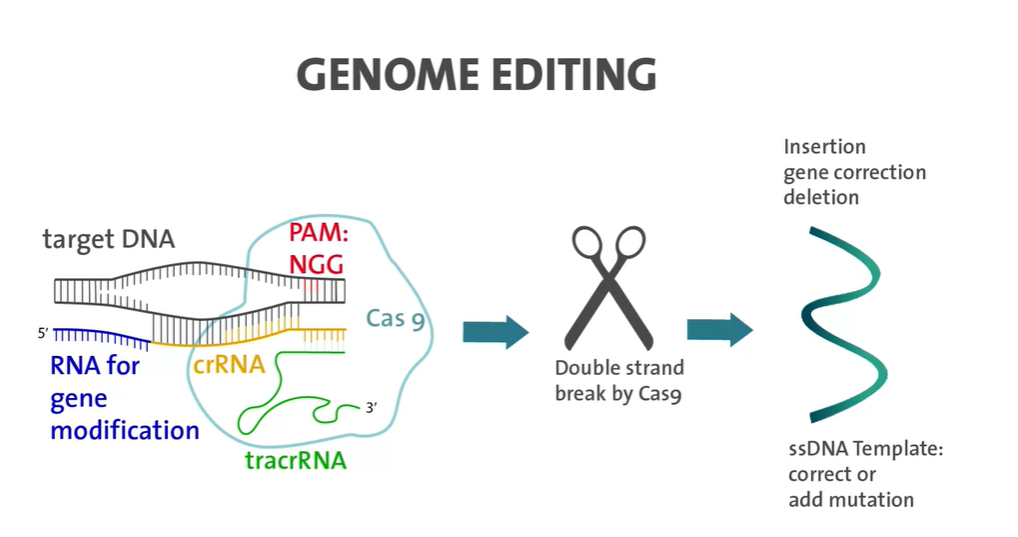 GENOME EDITING
Insertion
gene correction
deletion
target DNA
PAM:
NGG
Cas 9
5’
RNA for
gene
modification
crRNA
3’
tracrRNA
Double strand
break by Cas9
ssDNA Template:
correct or
add mutation